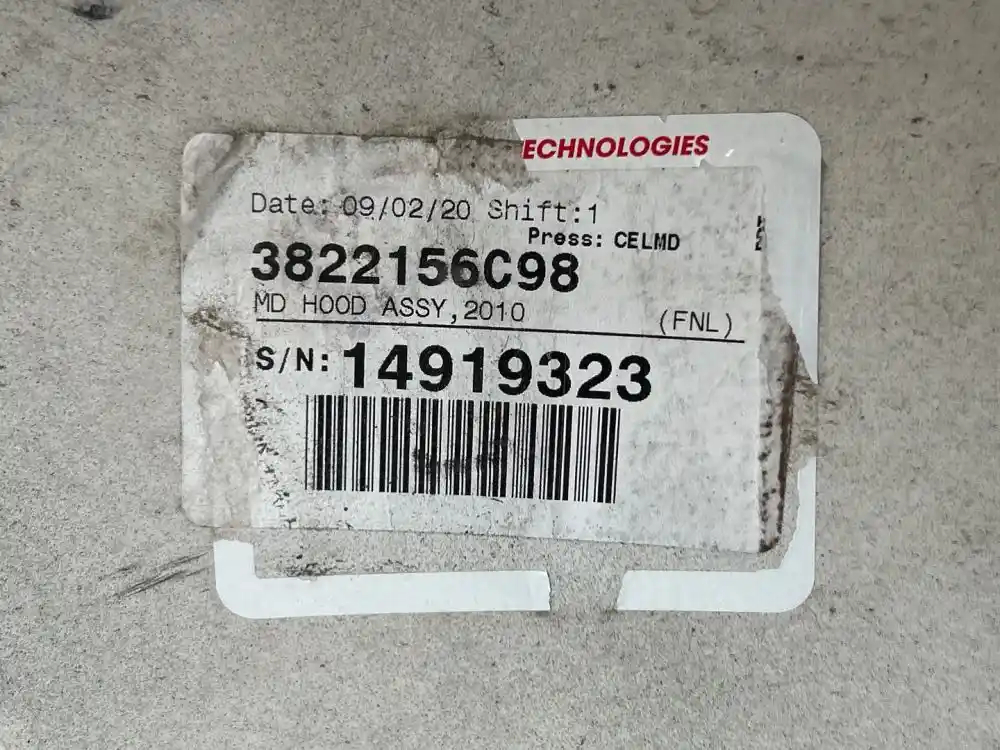 ECHNOLOGIES
Date: 09/02/20 Shift:1
Press: CELMD
3822156C98
MD HOOD ASSY,2010 (FNL)
S/N: 14919323